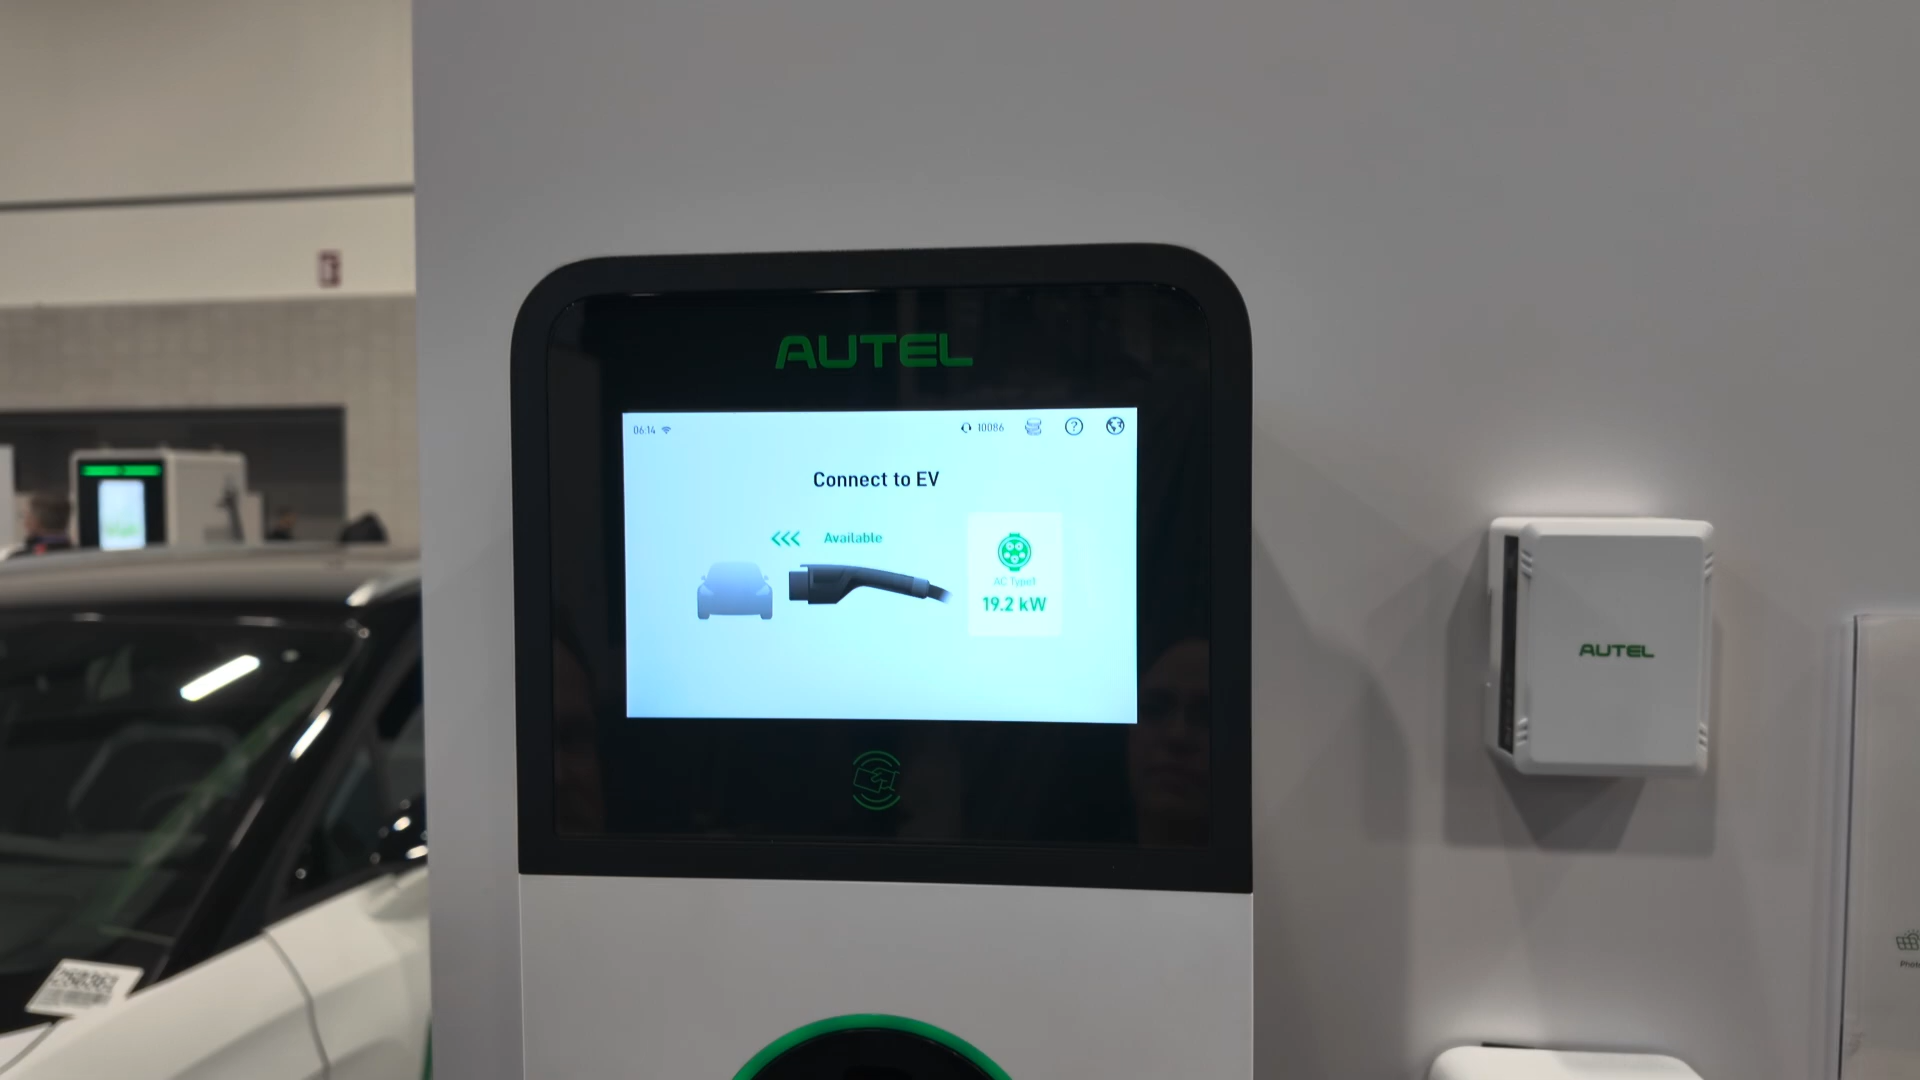 AUTEL
06:14
10086
Connect to EV
Available
AC Type1
19.2 kW
AUTEL